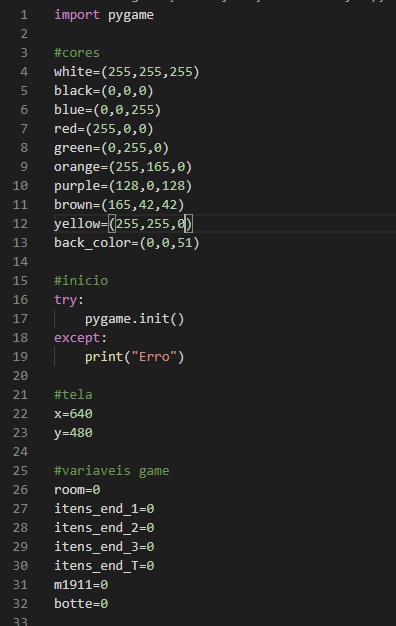 1 import pygame
2
3 #cores
4 white=(255,255,255)
5 black=(0,0,0)
6 blue=(0,0,255)
7 red=(255,0,0)
8 green=(0,255,0)
9 orange=(255,165,0)
10 purple=(128,0,128)
11 brown=(165,42,42)
12 yellow=(255,255,0)
13 back_color=(0,0,51)
14
15 #inicio
16 try:
17     pygame.init()
18 except:
19     print("Erro")
20
21 #tela
22 x=640
23 y=480
24
25 #variaveis game
26 room=0
27 itens_end_1=0
28 itens_end_2=0
29 itens_end_3=0
30 itens_end_T=0
31 m1911=0
32 botte=0
33